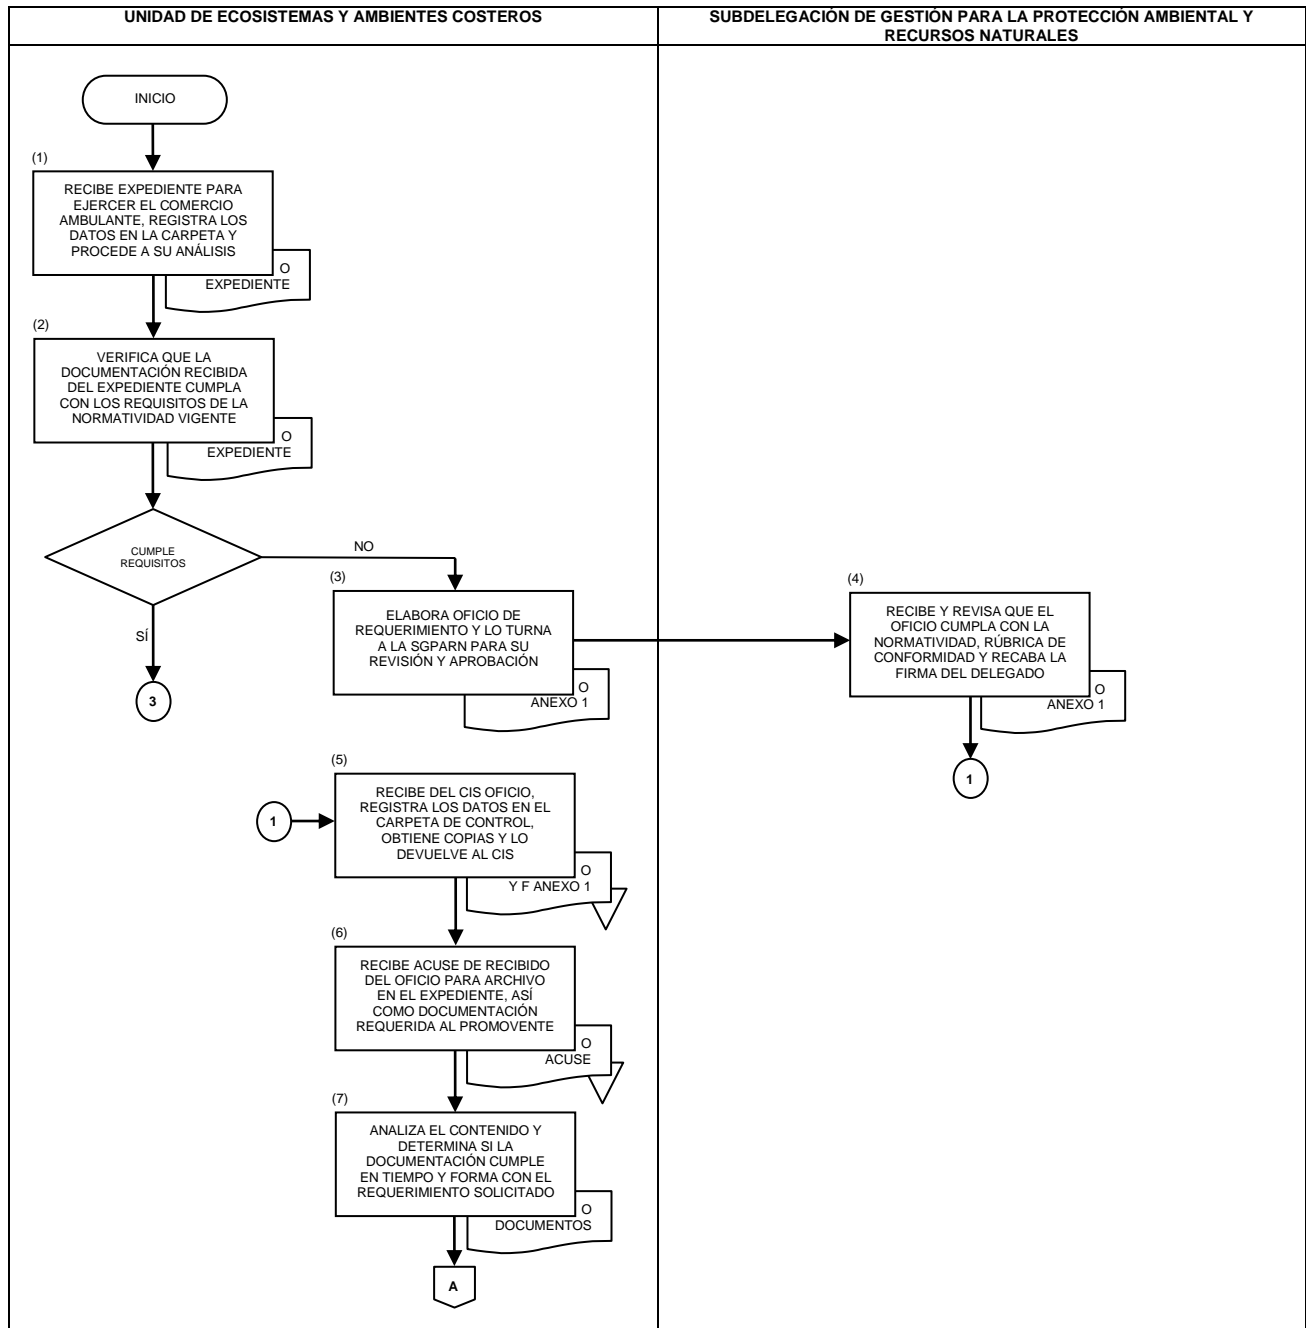 UNIDAD DE ECOSISTEMAS Y AMBIENTES COSTEROS
SUBDELEGACIÓN DE GESTIÓN PARA LA PROTECCIÓN AMBIENTAL Y
RECURSOS NATURALES
INICIO
(1)
RECIBE EXPEDIENTE PARA
EJERCER EL COMERCIO
AMBULANTE, REGISTRA LOS
DATOS EN LA CARPETA Y
PROCEDE A SU ANÁLISIS
O
EXPEDIENTE
(2)
VERIFICA QUE LA
DOCUMENTACIÓN RECIBIDA
DEL EXPEDIENTE CUMPLA
CON LOS REQUISITOS DE LA
NORMATIVIDAD VIGENTE
O
EXPEDIENTE
CUMPLE
REQUISITOS
NO
SÍ
3
(3)
ELABORA OFICIO DE
REQUERIMIENTO Y LO TURNA
A LA SGPARN PARA SU
REVISIÓN Y APROBACIÓN
O
ANEXO 1
(4)
RECIBE Y REVISA QUE EL
OFICIO CUMPLA CON LA
NORMATIVIDAD, RÚBRICA DE
CONFORMIDAD Y RECABA LA
FIRMA DEL DELEGADO
O
ANEXO 1
1
(5)
1
RECIBE DEL CIS OFICIO,
REGISTRA LOS DATOS EN EL
CARPETA DE CONTROL,
OBTIENE COPIAS Y LO
DEVUELVE AL CIS
O
Y F ANEXO 1
(6)
RECIBE ACUSE DE RECIBIDO
DEL OFICIO PARA ARCHIVO
EN EL EXPEDIENTE, ASÍ
COMO DOCUMENTACIÓN
REQUERIDA AL PROMOVENTE
O
ACUSE
(7)
ANALIZA EL CONTENIDO Y
DETERMINA SI LA
DOCUMENTACIÓN CUMPLE
EN TIEMPO Y FORMA CON EL
REQUERIMIENTO SOLICITADO
O
DOCUMENTOS
A